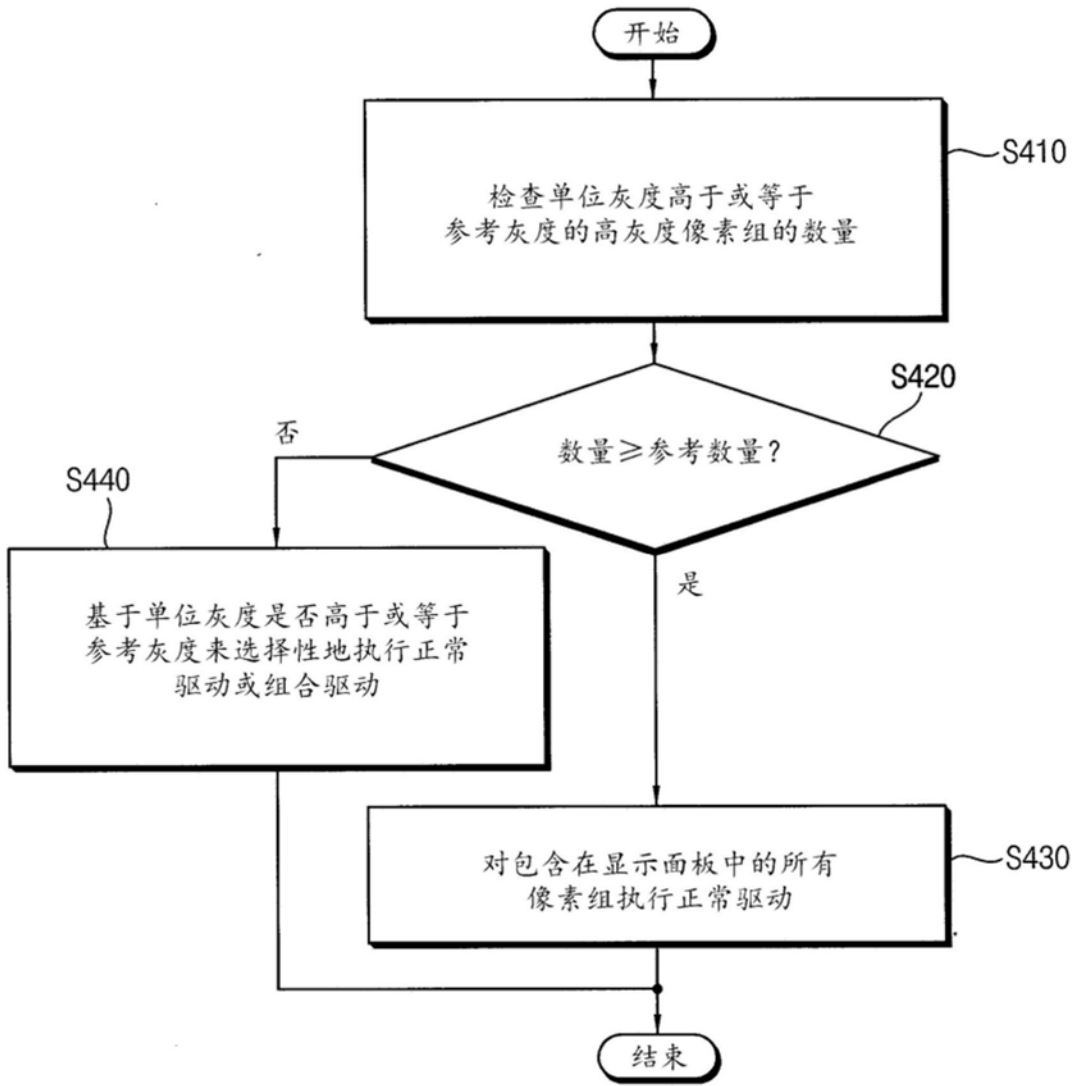 开始
S410
检查单位灰度高于或等于
参考灰度的高灰度像素组的数量
S420
数量≥参考数量?
否
S440
是
基于单位灰度是否高于或等于
参考灰度来选择性地执行正常
驱动或组合驱动
对包含在显示面板中的所有
像素组执行正常驱动
S430
结束